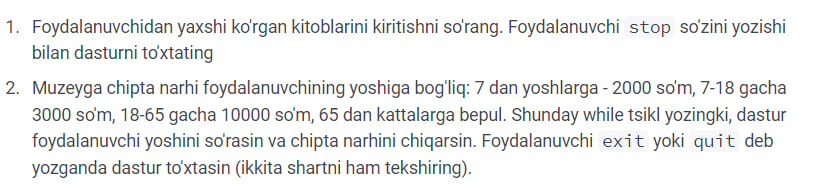 1. Foydalanuvchidan yaxshi ko'rgan kitoblarini kiritishni so'rang. Foydalanuvchi stop so'zini yozishi
bilan dasturni to'xtating
2. Muzeyga chipta narhi foydalanuvchining yoshiga bog'liq: 7 dan yoshlarga - 2000 so'm, 7-18 gacha
3000 so'm, 18-65 gacha 10000 so'm, 65 dan kattalarga bepul. Shunday while tsikl yozingki, dastur
foydalanuvchi yoshini so'rasin va chipta narhini chiqarsin. Foydalanuvchi exit yoki quit deb
yozganda dastur to'xtasin (ikkita shartni ham tekshiring).